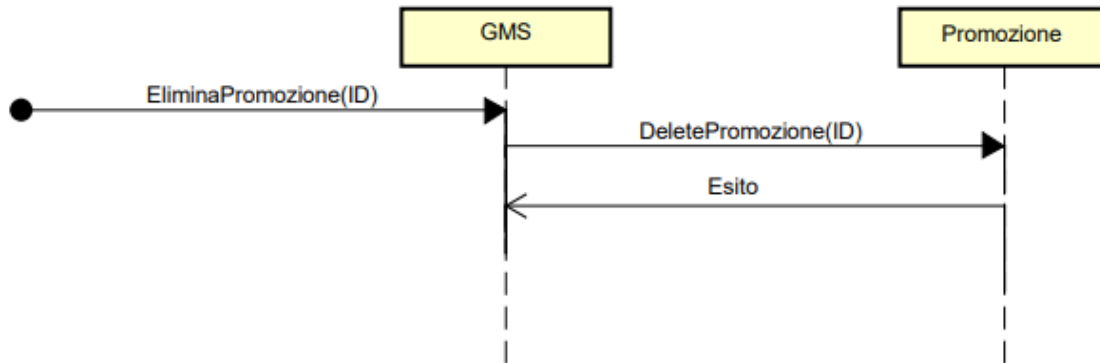 GMS
Promozione
EliminaPromozione(ID)
DeletePromozione(ID)
Esito